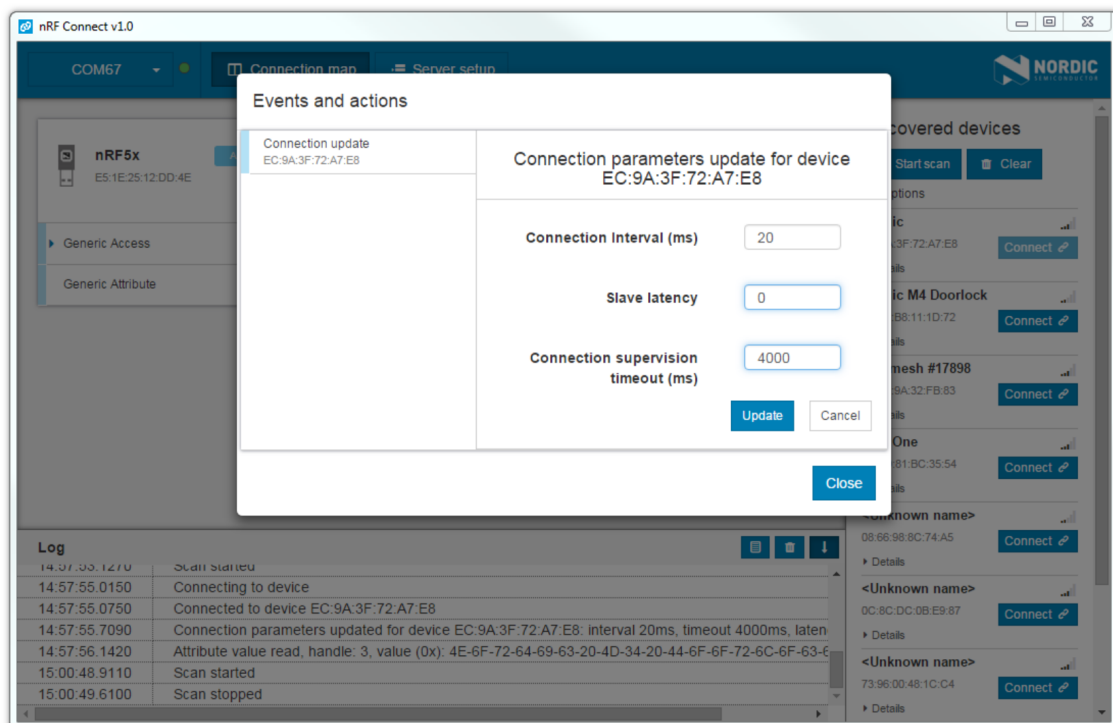 nRF Connect v1.0
COM67
Connection map
Server setup
NORDIC
SEMICONDUCTOR
Events and actions
Connection update
EC:9A:3F:72:A7:E8
Connection parameters update for device
EC:9A:3F:72:A7:E8
Connection Interval (ms) 20
Slave latency 0
Connection supervision
timeout (ms) 4000
Update Cancel
Close
nRF5x
E5:1E:25:12:DD:4E
Generic Access
Generic Attribute
covered devices
Start scan Clear
ptions
ic
:3F:72:A7:E8 Connect
ails
ic M4 Doorlock
:B8:11:1D:72 Connect
ails
mesh #17898
:9A:32:FB:83 Connect
ails
One
:81:BC:35:54 Connect
ails
<Unknown name>
08:66:98:8C:74:A5 Connect
Details
<Unknown name>
0C:8C:DC:0B:E9:87 Connect
Details
<Unknown name>
73:96:00:48:1C:C4 Connect
Details
Log
14:57:53.1270 Scan started
14:57:55.0150 Connecting to device
14:57:55.0750 Connected to device EC:9A:3F:72:A7:E8
14:57:55.7090 Connection parameters updated for device EC:9A:3F:72:A7:E8: interval 20ms, timeout 4000ms, laten
14:57:56.1420 Attribute value read, handle: 3, value (0x): 4E-6F-72-64-69-63-20-4D-34-20-44-6F-6F-72-6C-6F-63-6
15:00:48.9110 Scan started
15:00:49.6100 Scan stopped